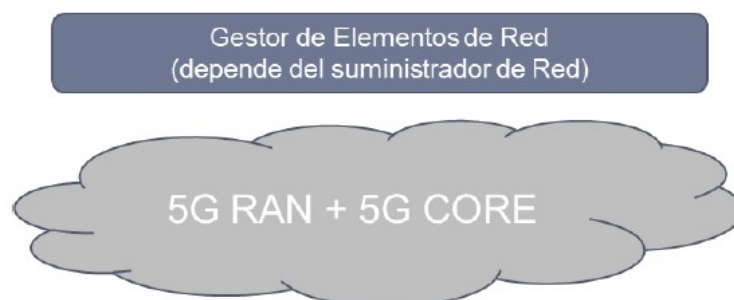 Gestor de Elementos de Red
(depende del suministrador de Red)
5G RAN + 5G CORE